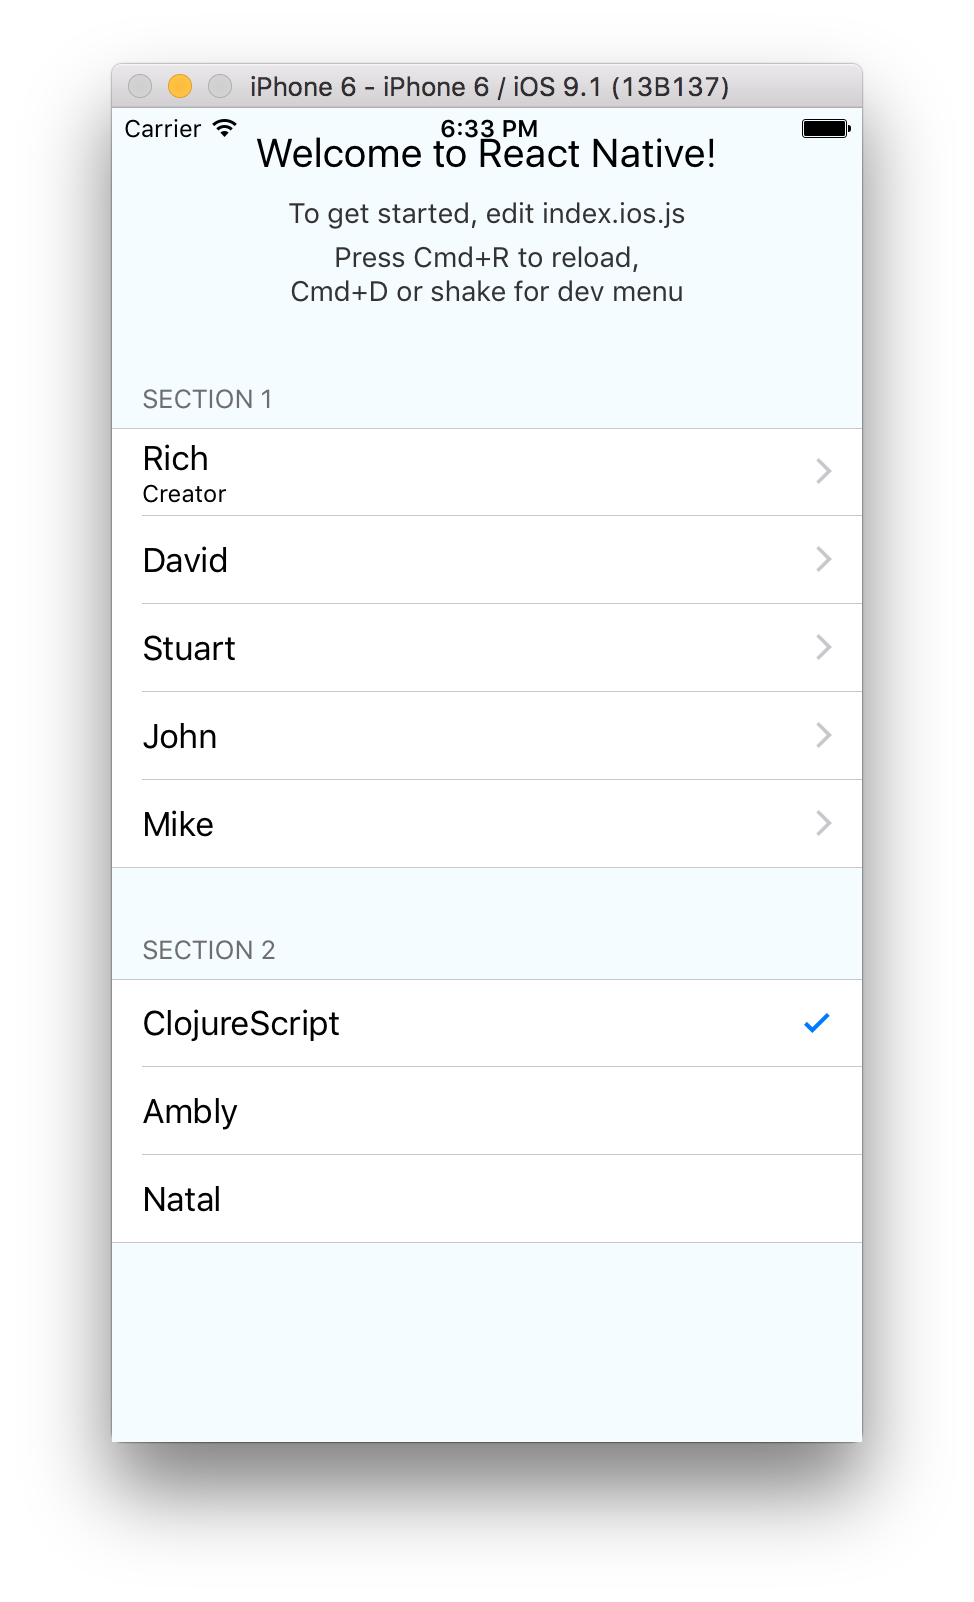 iPhone 6 - iPhone 6 / iOS 9.1 (13B137)
Carrier 6:33 PM
Welcome to React Native!
To get started, edit index.ios.js
Press Cmd+R to reload,
Cmd+D or shake for dev menu
SECTION 1
Rich
Creator
David
Stuart
John
Mike
SECTION 2
ClojureScript
Ambly
Natal